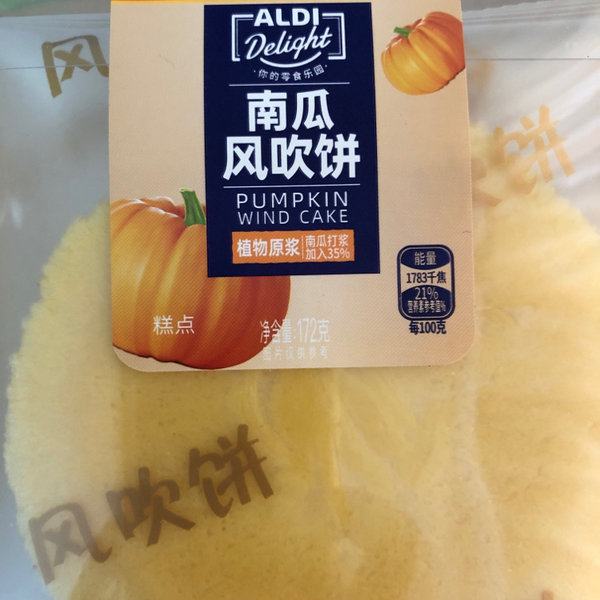 风
ALDI
Delight
·你的零食乐园·
南瓜
风吹饼
PUMPKIN
WIND CAKE
植物原浆
南瓜打浆
加入35%
能量
1783千焦
21%
营养素参考值%
每100克
糕点
净含量:172克
图片仅供参考
风吹饼
风吹饼